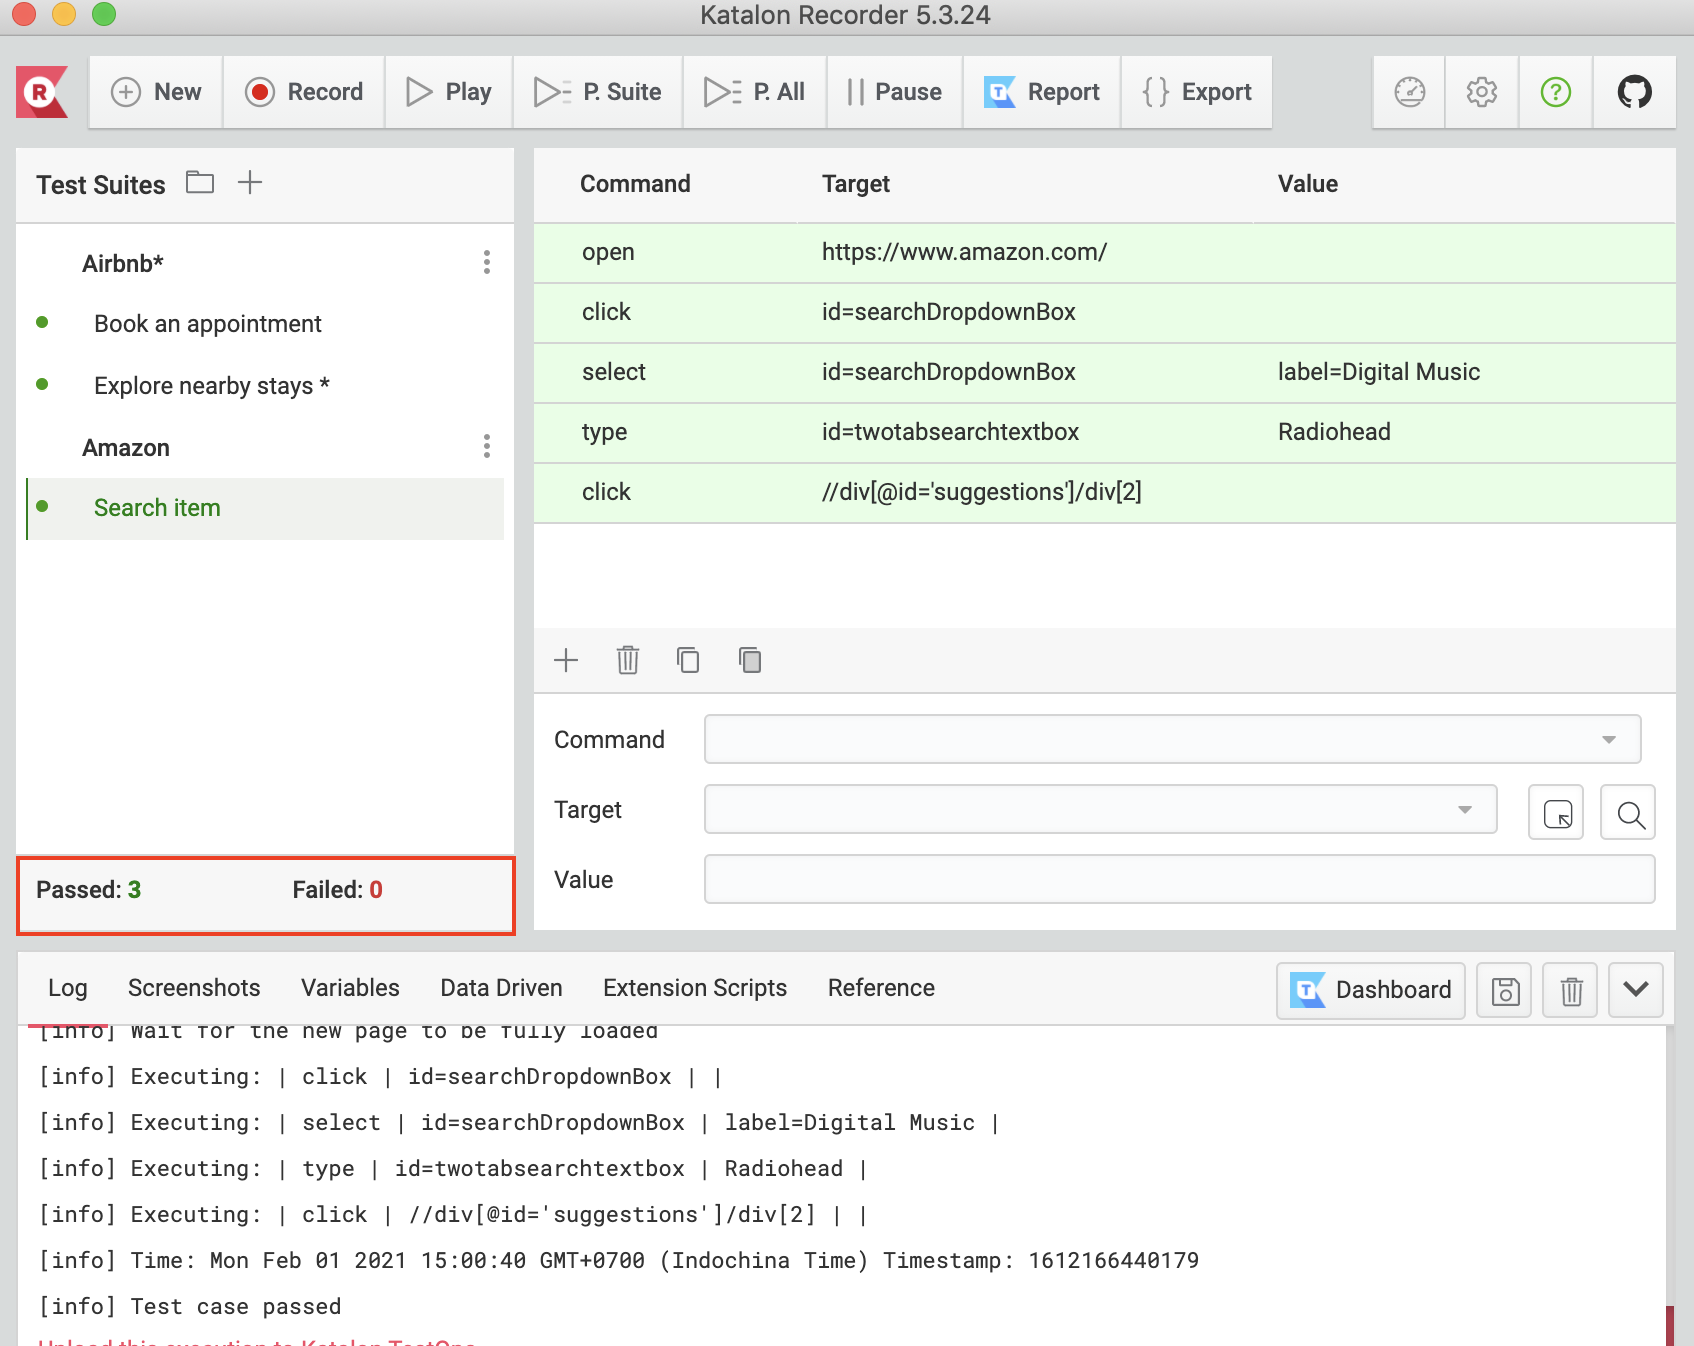 Katalon Recorder 5.3.24
R New Record Play P. Suite P. All Pause T Report {} Export ?
Test Suites
Airbnb*
Book an appointment
Explore nearby stays *
Amazon
Search item
Passed: 3 Failed: 0
Command Target Value
open https://www.amazon.com/
click id=searchDropdownBox
select id=searchDropdownBox label=Digital Music
type id=twotabsearchtextbox Radiohead
click //div[@id='suggestions']/div[2]
Command
Target
Value
Log Screenshots Variables Data Driven Extension Scripts Reference T Dashboard
[info] Wait for the new page to be fully loaded
[info] Executing: | click | id=searchDropdownBox | |
[info] Executing: | select | id=searchDropdownBox | label=Digital Music |
[info] Executing: | type | id=twotabsearchtextbox | Radiohead |
[info] Executing: | click | //div[@id='suggestions']/div[2] | |
[info] Time: Mon Feb 01 2021 15:00:40 GMT+0700 (Indochina Time) Timestamp: 1612166440179
[info] Test case passed
Upload this execution to Katalon TestOps